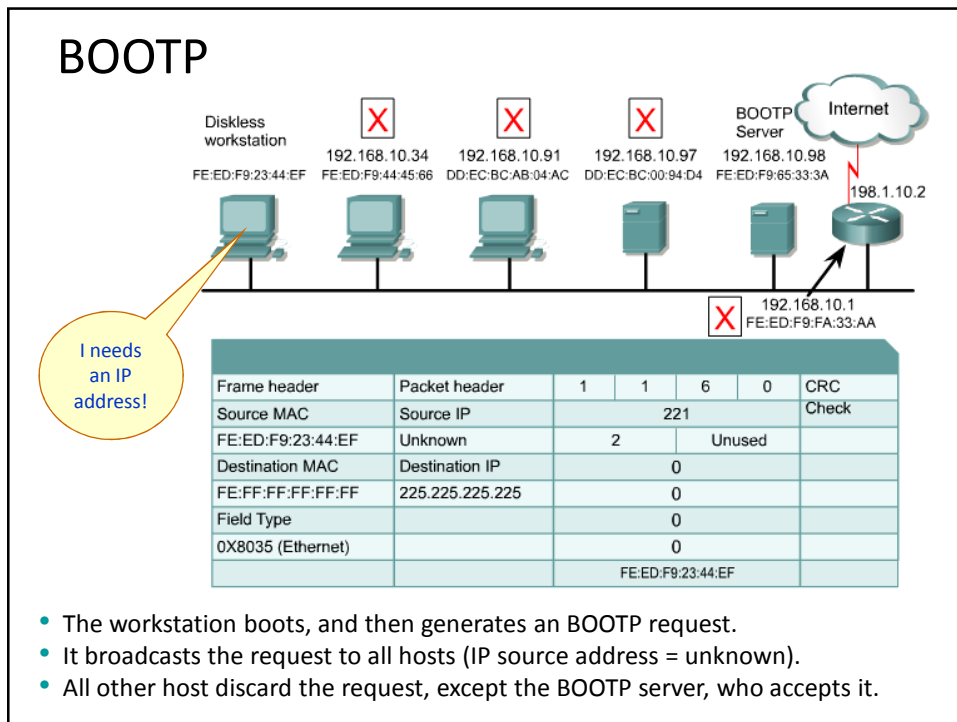 BOOTP
Diskless
workstation
FE:ED:F9:23:44:EF
X
192.168.10.34
FE:ED:F9:44:45:66
X
192.168.10.91
DD:EC:BC:AB:04:AC
X
192.168.10.97
DD:EC:BC:00:94:D4
BOOTP
Server
192.168.10.98
FE:ED:F9:65:33:3A
Internet
198.1.10.2
X
192.168.10.1
FE:ED:F9:FA:33:AA
I needs
an IP
address!
Frame header Packet header 1 1 6 0 CRC
Source MAC Source IP 221 Check
FE:ED:F9:23:44:EF Unknown 2 Unused
Destination MAC Destination IP 0
FE:FF:FF:FF:FF:FF 225.225.225.225 0
Field Type 0
0X8035 (Ethernet) 0
FE:ED:F9:23:44:EF
• The workstation boots, and then generates an BOOTP request.
• It broadcasts the request to all hosts (IP source address = unknown).
• All other host discard the request, except the BOOTP server, who accepts it.